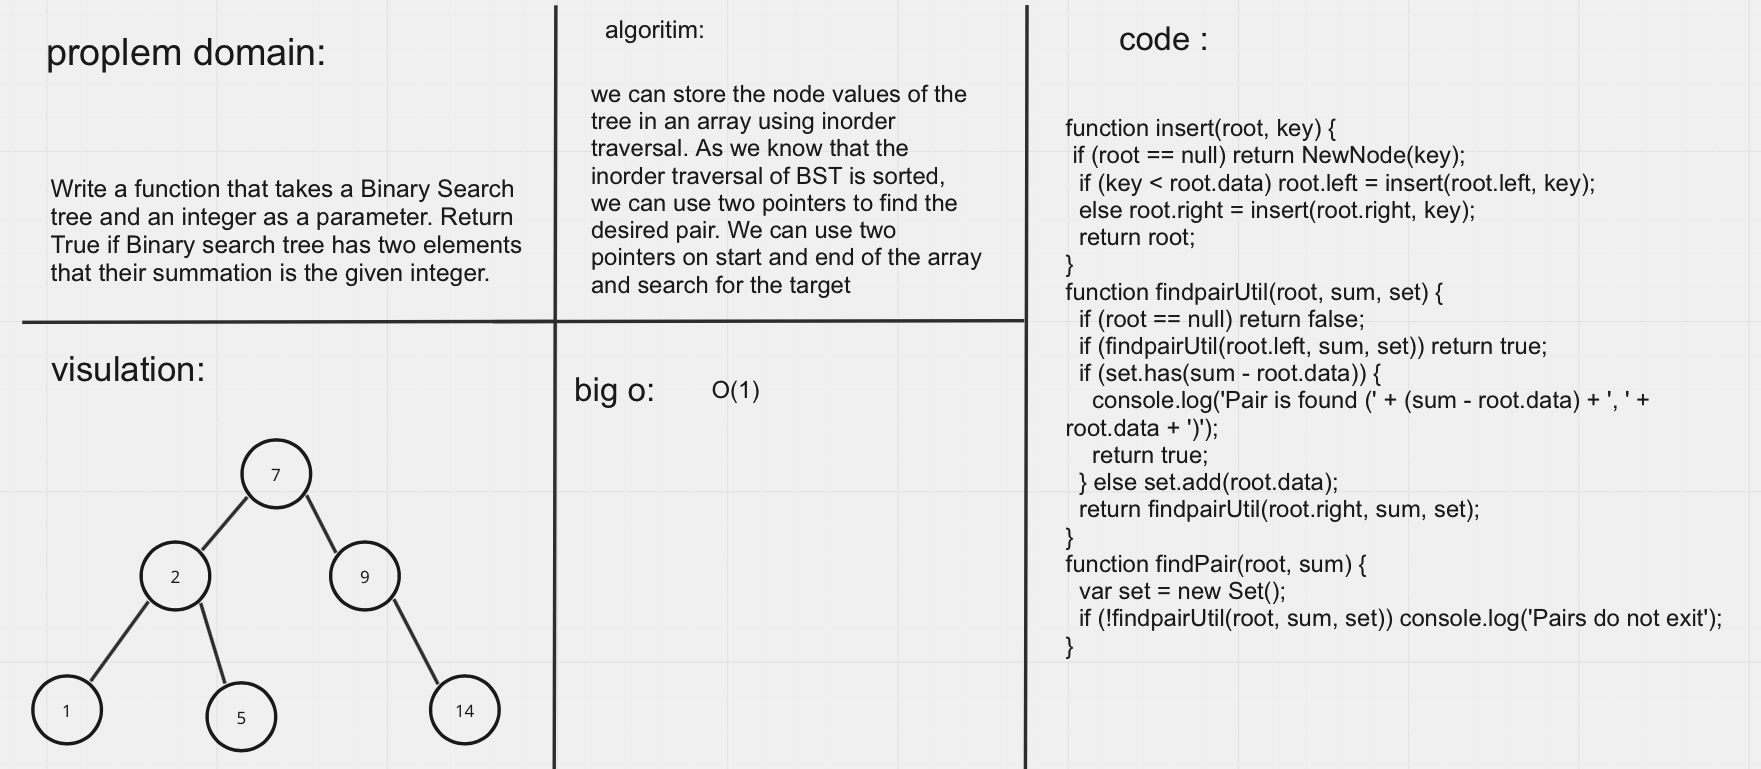 proplem domain:
Write a function that takes a Binary Search
tree and an integer as a parameter. Return
True if Binary search tree has two elements
that their summation is the given integer.
algoritim:
we can store the node values of the
tree in an array using inorder
traversal. As we know that the
inorder traversal of BST is sorted,
we can use two pointers to find the
desired pair. We can use two
pointers on start and end of the array
and search for the target
visulation:
7
2
9
1
5
14
big o:
O(1)
code :
function insert(root, key) {
if (root == null) return NewNode(key);
if (key < root.data) root.left = insert(root.left, key);
else root.right = insert(root.right, key);
return root;
}
function findpairUtil(root, sum, set) {
if (root == null) return false;
if (findpairUtil(root.left, sum, set)) return true;
if (set.has(sum - root.data)) {
console.log('Pair is found (' + (sum - root.data) + ', ' +
root.data + ')');
return true;
} else set.add(root.data);
return findpairUtil(root.right, sum, set);
}
function findPair(root, sum) {
var set = new Set();
if (!findpairUtil(root, sum, set)) console.log('Pairs do not exit');
}